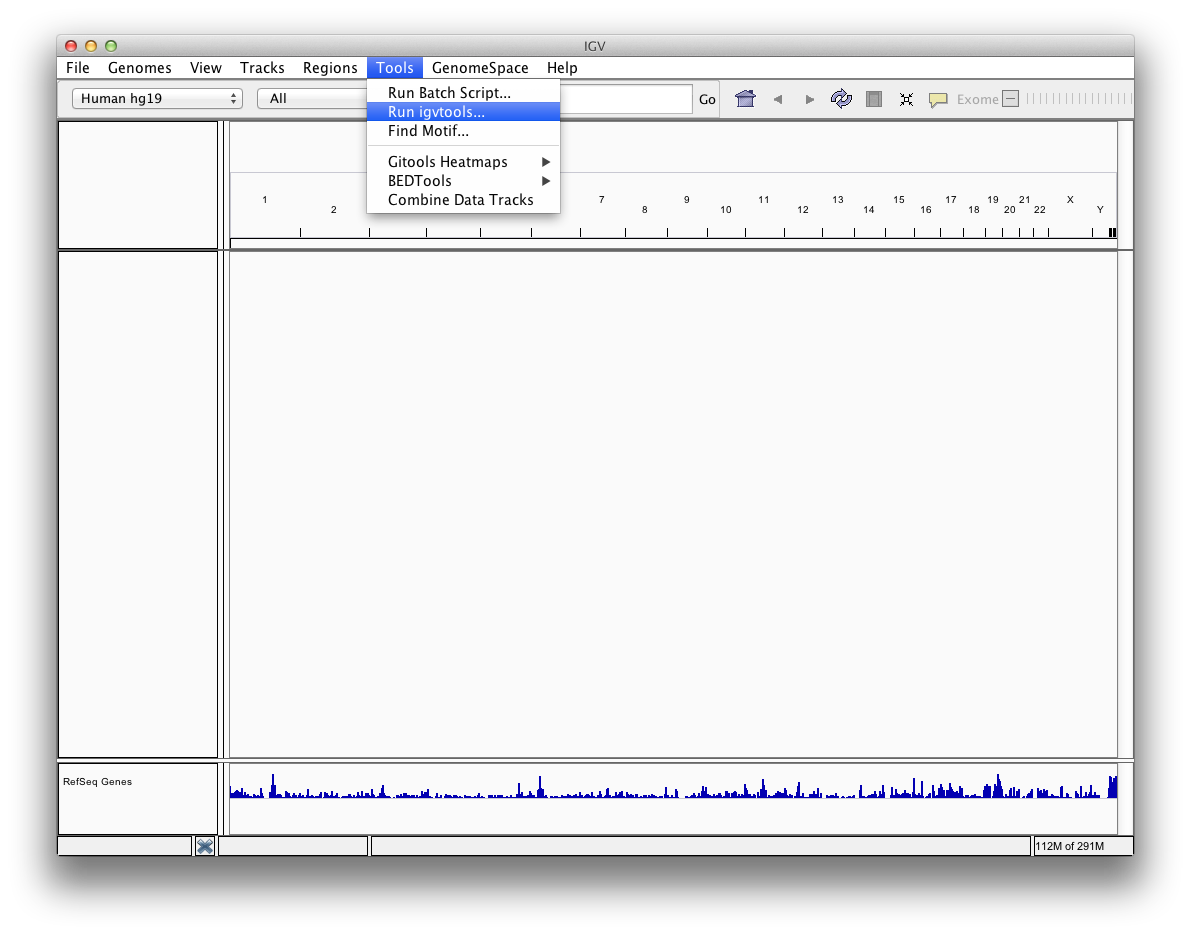 IGV
File Genomes View Tracks Regions Tools GenomeSpace Help
Human hg19 All Go Exome
Run Batch Script...
Run igvtools...
Find Motif...
Gitools Heatmaps
BEDTools
Combine Data Tracks
1 2 7 8 9 10 11 12 13 14 15 16 17 18 19 20 21 22 X Y
RefSeq Genes
112M of 291M